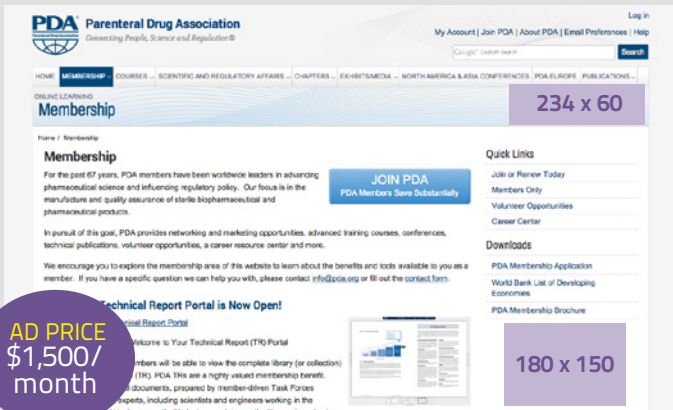 Log in
PDA
Parenteral Drug Association
Connecting People, Science and Regulation®
My Account | Join PDA | About PDA | Email Preferences | Help
Google™ Custom Search
Search
HOME MEMBERSHIP COURSES SCIENTIFIC AND REGULATORY AFFAIRS CHAPTERS EXHIBITS/MEDIA NORTH AMERICA & ASIA CONFERENCES PDA EUROPE PUBLICATIONS
ONLINE LEARNING
Membership
234 x 60
Home / Membership
Membership
For the past 67 years, PDA members have been worldwide leaders in advancing
pharmaceutical science and influencing regulatory policy. Our focus is in the
manufacture and quality assurance of sterile biopharmaceutical and
pharmaceutical products.
JOIN PDA
PDA Members Save Substantially
In pursuit of this goal, PDA provides networking and marketing opportunities, advanced training courses, conferences,
technical publications, volunteer opportunities, a career resource center and more.
We encourage you to explore the membership area of this website to learn about the benefits and tools available to you as a
member. If you have a specific question we can help you with, please contact info@pda.org or fill out the contact form.
Quick Links
Join or Renew Today
Members Only
Volunteer Opportunities
Career Center
Downloads
PDA Membership Application
World Bank List of Developing
Economies
PDA Membership Brochure
180 x 150
Technical Report Portal is Now Open!
Report Portal
Welcome to Your Technical Report (TR) Portal
will be able to view the complete library (or collection)
(TR). PDA TRs are a highly valued membership benefit.
documents, prepared by member-driven Task Forces
experts, including scientists and engineers working in the
AD PRICE
$1,500/
month